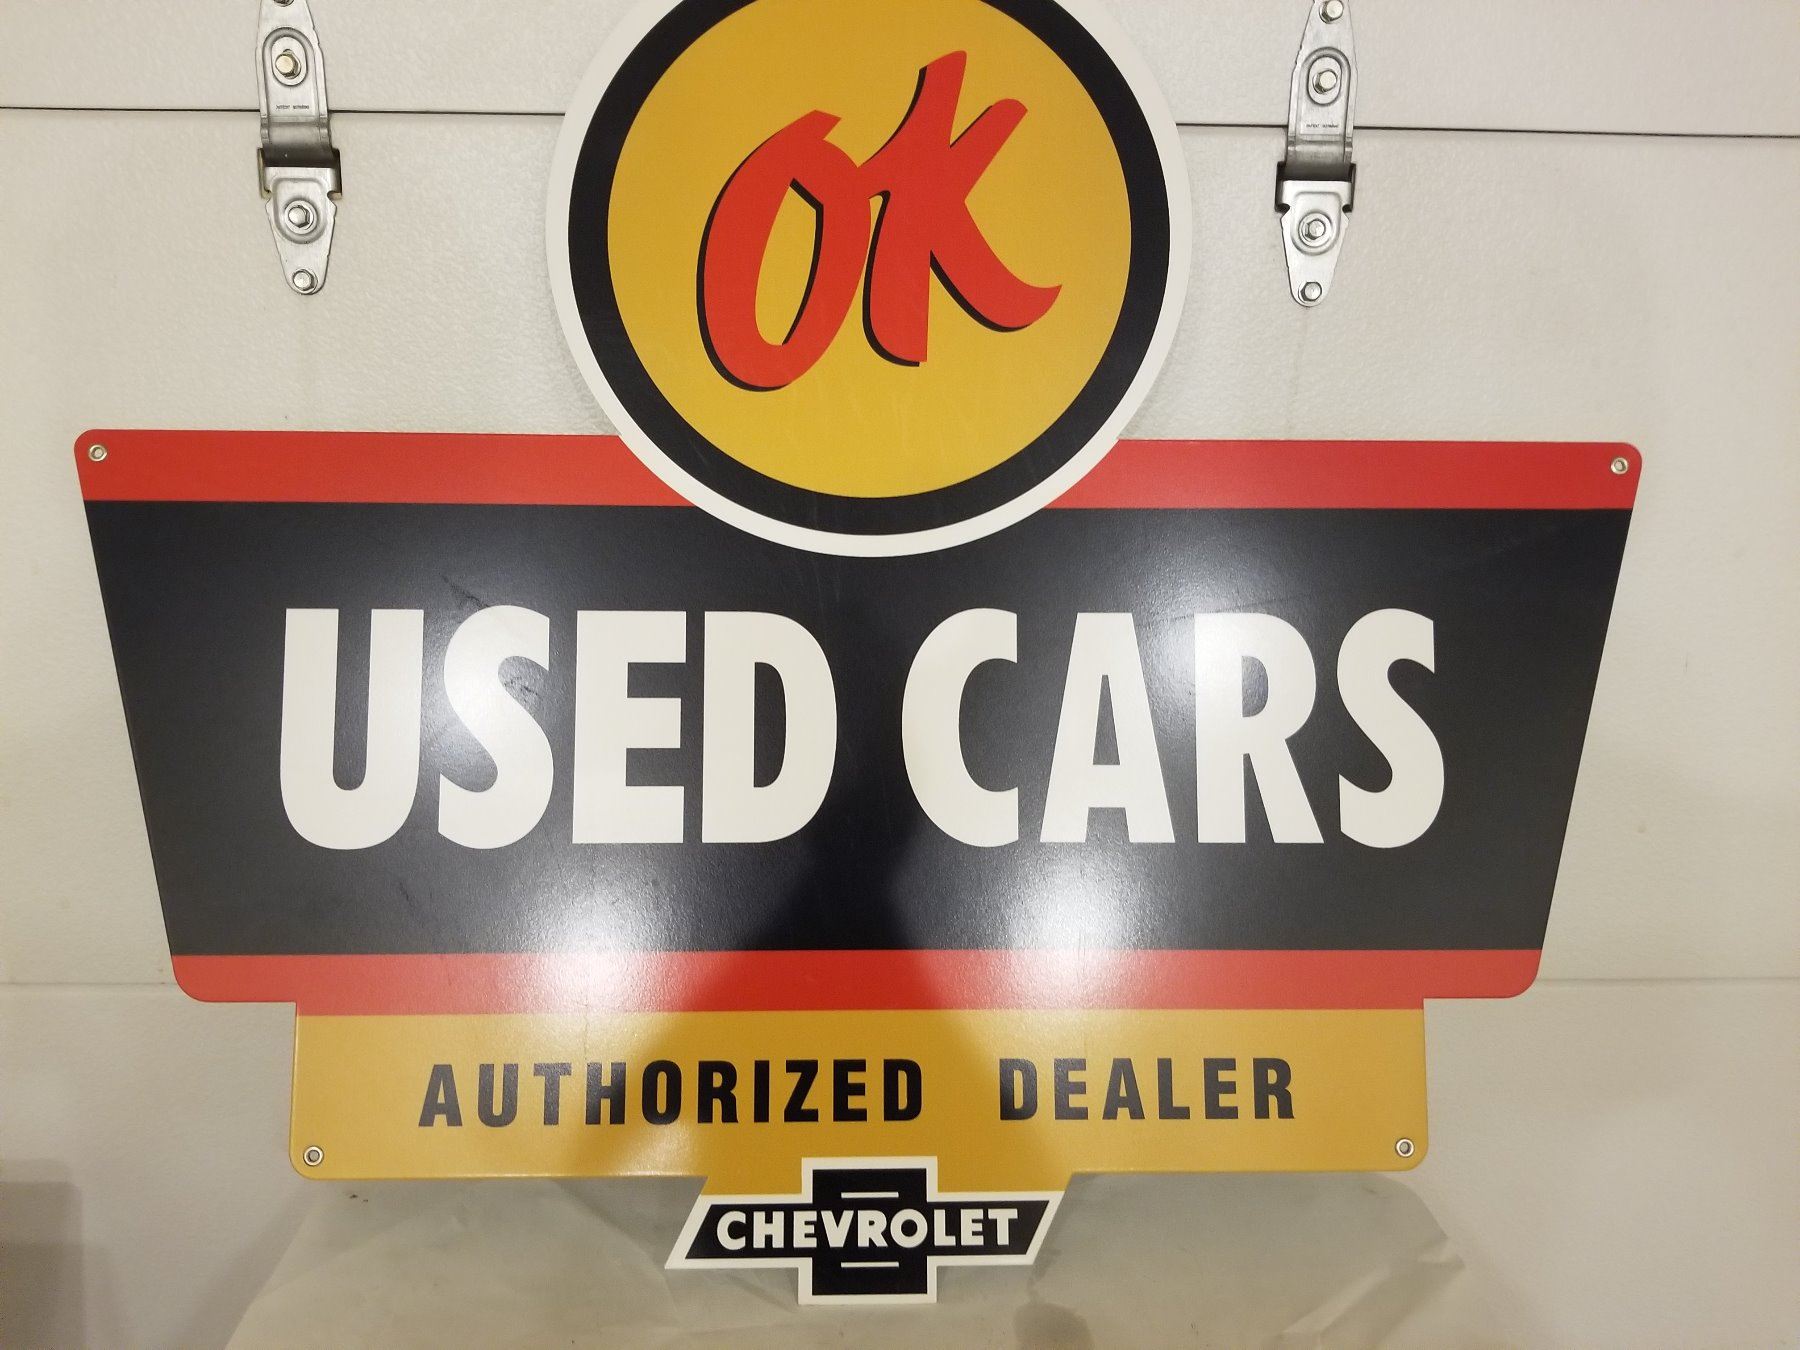 OK
USED CARS
AUTHORIZED DEALER
CHEVROLET